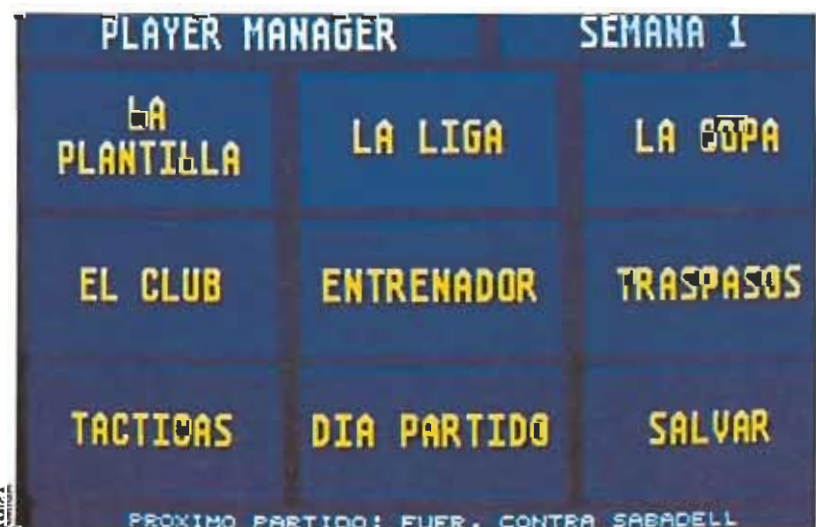 PLAYER MANAGER
SEMANA 1
LA
PLANTILLA
LA LIGA
LA COPA
EL CLUB
ENTRENADOR
TRASPASOS
TACTICAS
DIA PARTIDO
SALVAR
PROXIMO PARTIDO: FUER. CONTRA SABADELL